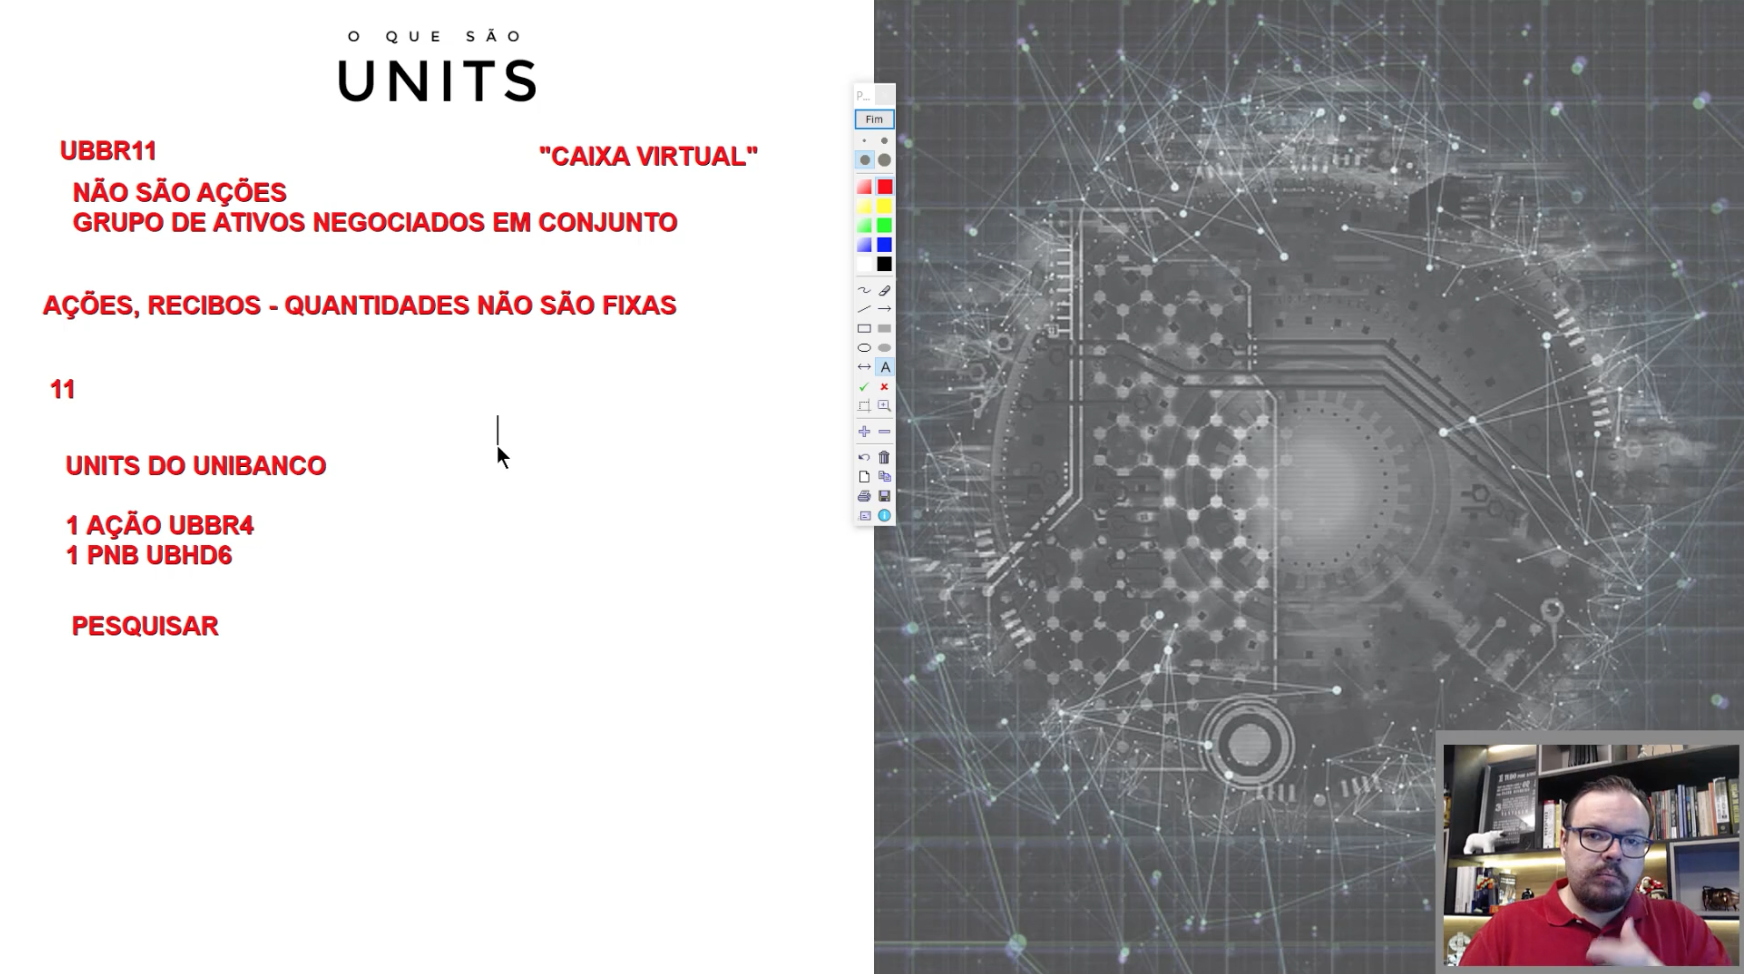 O QUE SÃO
UNITS
UBBR11
"CAIXA VIRTUAL"
NÃO SÃO AÇÕES
GRUPO DE ATIVOS NEGOCIADOS EM CONJUNTO
AÇÕES, RECIBOS - QUANTIDADES NÃO SÃO FIXAS
11
UNITS DO UNIBANCO
1 AÇÃO UBBR4
1 PNB UBHD6
PESQUISAR
P...
Fim
A